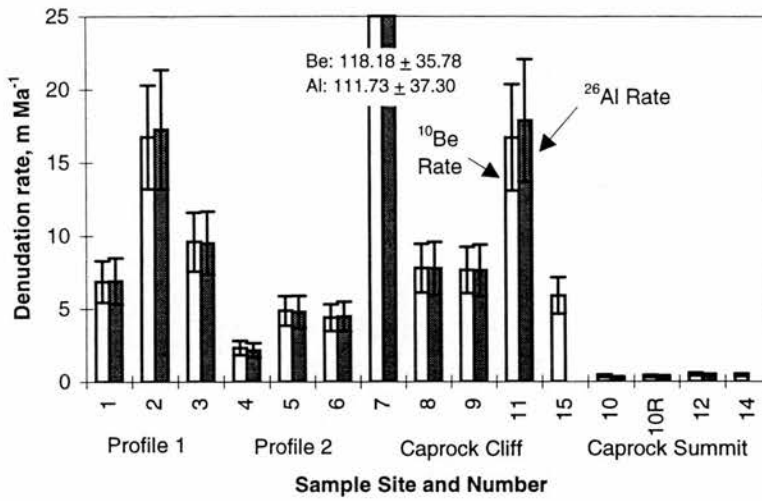 Denudation rate, m Ma-1
25
20
15
10
5
0
Be: 118.18 ± 35.78
Al: 111.73 ± 37.30
10Be Rate
26Al Rate
1 2 3 4 5 6 7 8 9 11 15 10 10R 12 14
Profile 1 Profile 2 Caprock Cliff Caprock Summit
Sample Site and Number